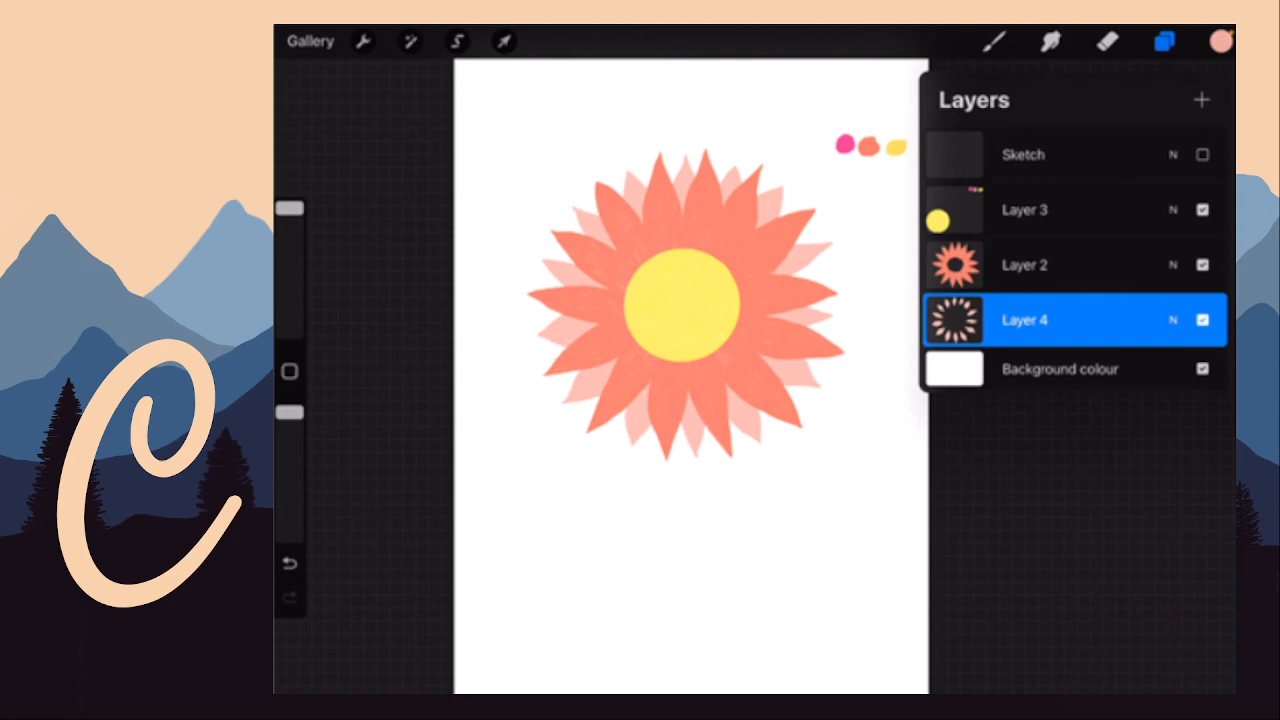 Gallery
Layers
Sketch N
Layer 3 N
Layer 2 N
Layer 4 N
Background colour
C